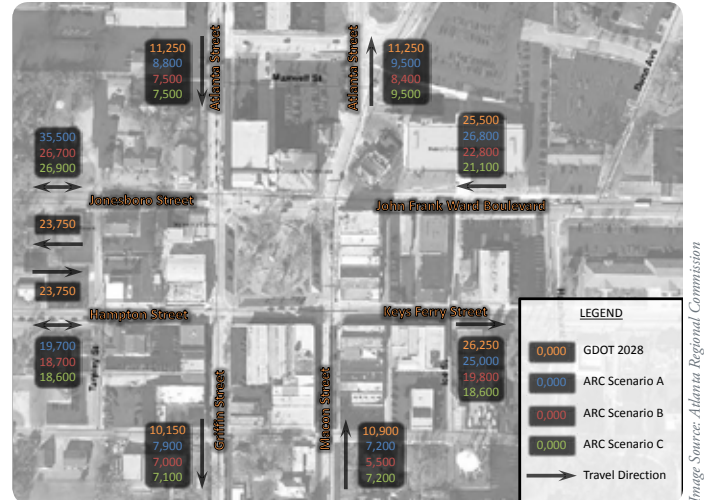 11,250
8,800
7,500
7,500
Atlanta Street
Maxwell St.
Atlanta Street
11,250
9,500
8,400
9,500
Dunn Ave
25,500
26,800
22,800
21,100
35,500
26,700
26,900
Jonesboro Street
John Frank Ward Boulevard
23,750
23,750
Hampton Street
Keys Ferry Street
19,700
18,700
18,600
26,250
25,000
19,800
18,600
Griffin Street
Macon Street
10,150
7,900
7,000
7,100
10,900
7,200
5,500
7,200
LEGEND
0,000 GDOT 2028
0,000 ARC Scenario A
0,000 ARC Scenario B
0,000 ARC Scenario C
Travel Direction
Image Source: Atlanta Regional Commission